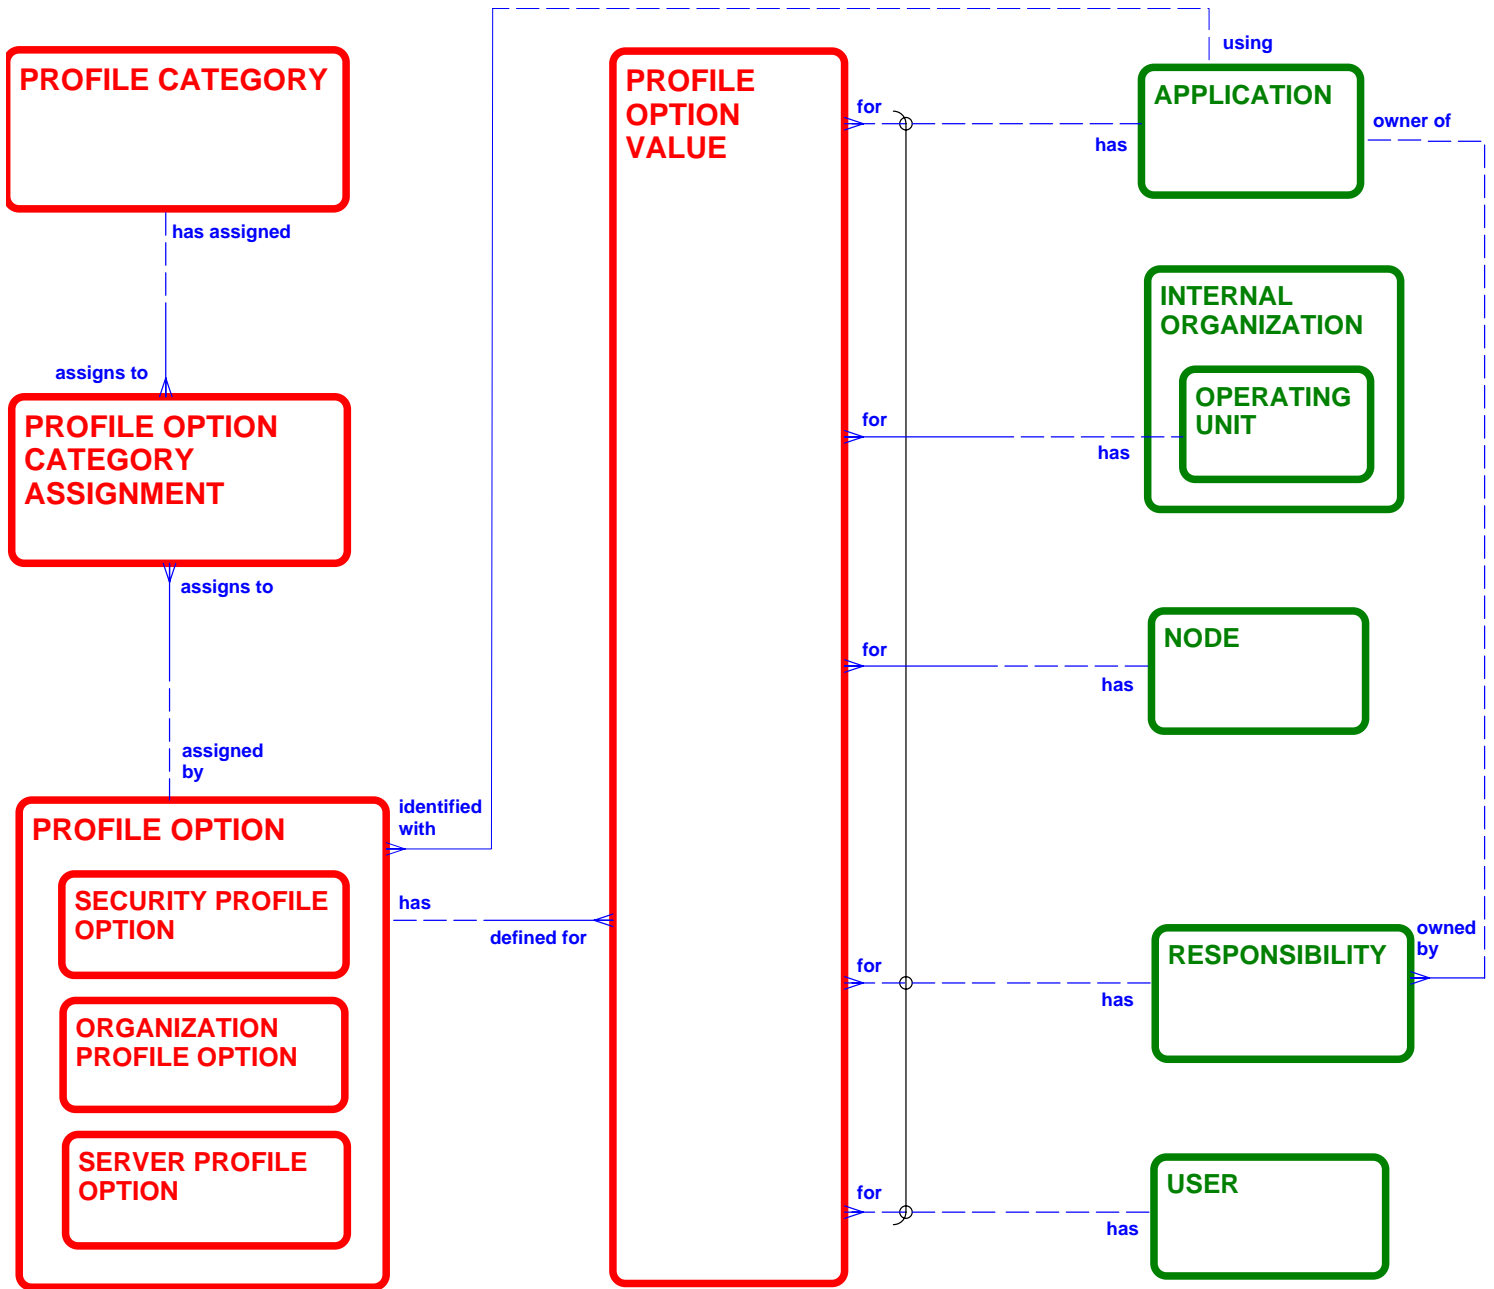 PROFILE CATEGORY
has assigned
assigns to
PROFILE OPTION
CATEGORY
ASSIGNMENT
assigns to
assigned
by
PROFILE OPTION
SECURITY PROFILE
OPTION
ORGANIZATION
PROFILE OPTION
SERVER PROFILE
OPTION
identified
with
has
defined for
PROFILE
OPTION
VALUE
using
for
has
APPLICATION
owner of
INTERNAL
ORGANIZATION
OPERATING
UNIT
for
has
for
has
NODE
for
has
RESPONSIBILITY
owned
by
for
has
USER